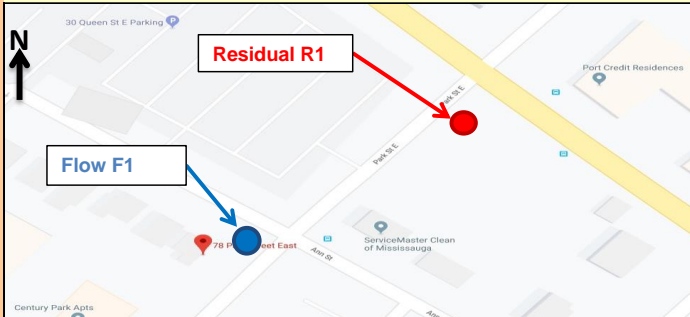 30 Queen St E Parking
P
N
Residual R1
Port Credit Residences
Park St E
Park St E
Flow F1
78 P
eet East
ServiceMaster Clean
of Mississauga
Ann St
Century Park Apts